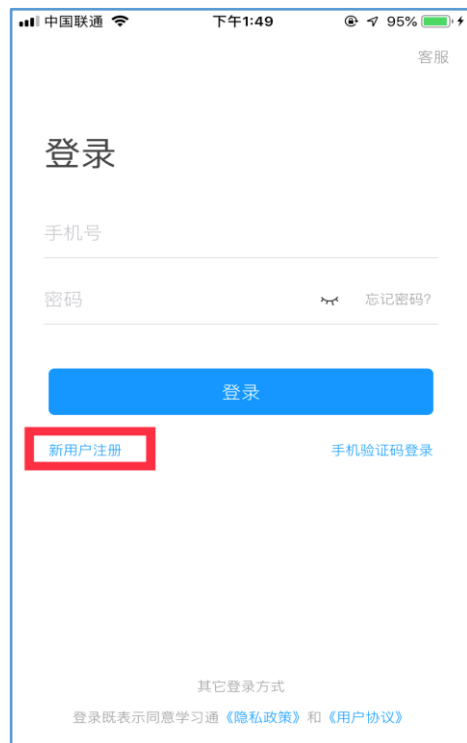 中国联通 下午1:49 95%
客服
登录
手机号
密码 忘记密码?
登录
新用户注册 手机验证码登录
其它登录方式
登录既表示同意学习通《隐私政策》和《用户协议》